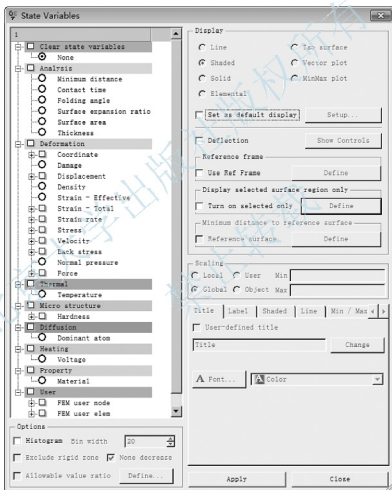 State Variables
1
Clear state variables
None
Analysis
Minimum distance
Contact time
Folding angle
Surface expansion ratio
Surface area
Thickness
Deformation
Coordinate
Damage
Displacement
Density
Strain - Effective
Strain - Total
Strain rate
Stress
Velocity
Back stress
Normal pressure
Force
Thermal
Temperature
Micro structure
Hardness
Diffusion
Dominant atom
Heating
Voltage
Property
Material
User
FEM user node
FEM user elem
Options
Histogram Bin width 20
Exclude rigid zone None decrease
Allowable value ratio Define...
Display
Line Iso surface
Shaded Vector plot
Solid MinMax plot
Elemental
Set as default display Setup...
Deflection Show Controls
Reference frame
Use Ref Frame Define
Display selected surface region only
Turn on selected only Define
Minimum distance to reference surface
Reference surface Define
Scaling
Local User Min
Global Object Max
Title Label Shaded Line Min / Max
User-defined title
Title Change
A Font... Color
Apply Close